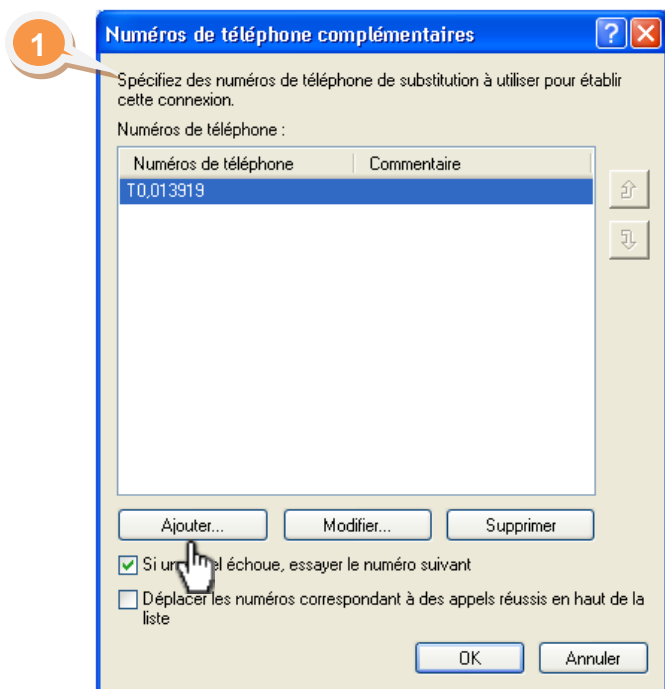 1
Numéros de téléphone complémentaires
Spécifiez des numéros de téléphone de substitution à utiliser pour établir
cette connexion.
Numéros de téléphone :
Numéros de téléphone Commentaire
T0,013919
Ajouter... Modifier... Supprimer
Si un el échoue, essayer le numéro suivant
Déplacer les numéros correspondant à des appels réussis en haut de la
liste
OK Annuler